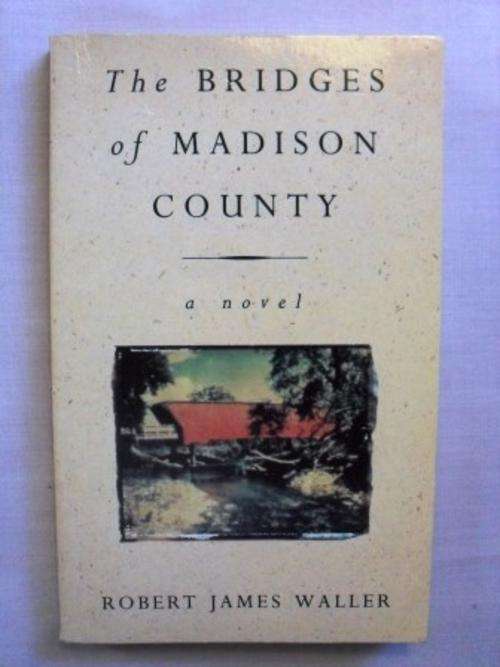 The BRIDGES
of MADISON
COUNTY
a novel
ROBERT JAMES WALLER